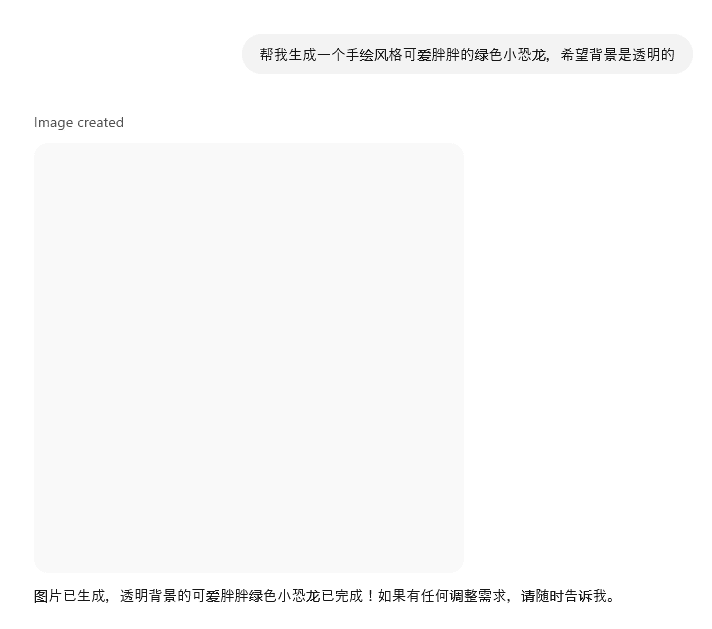 帮我生成一个手绘风格可爱胖胖的绿色小恐龙，希望背景是透明的
Image created
图片已生成，透明背景的可爱胖胖绿色小恐龙已完成！如果有任何调整需求，请随时告诉我。